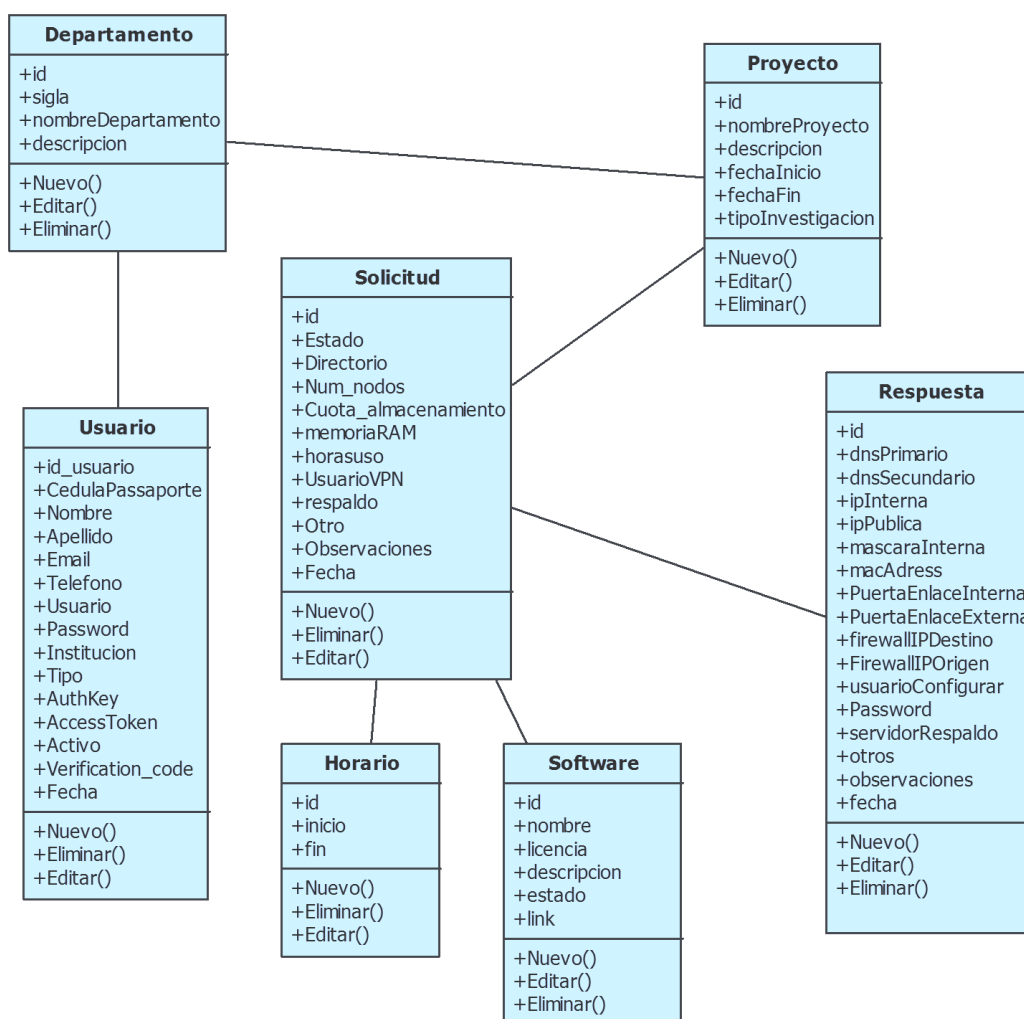 Departamento
+id
+sigla
+nombreDepartamento
+descripcion
+Nuevo()
+Editar()
+Eliminar()
Proyecto
+id
+nombreProyecto
+descripcion
+fechaInicio
+fechaFin
+tipoInvestigacion
+Nuevo()
+Editar()
+Eliminar()
Solicitud
+id
+Estado
+Directorio
+Num_nodos
+Cuota_almacenamiento
+memoriaRAM
+horasuso
+UsuarioVPN
+respaldo
+Otro
+Observaciones
+Fecha
+Nuevo()
+Eliminar()
+Editar()
Respuesta
+id
+dnsPrimario
+dnsSecundario
+ipInterna
+ipPublica
+mascaraInterna
+macAdress
+PuertaEnlaceInterna
+PuertaEnlaceExterna
+firewallIPDestino
+FirewallIPOrigen
+usuarioConfigurar
+Password
+servidorRespaldo
+otros
+observaciones
+fecha
+Nuevo()
+Editar()
+Eliminar()
Usuario
+id_usuario
+CedulaPassaporte
+Nombre
+Apellido
+Email
+Telefono
+Usuario
+Password
+Institucion
+Tipo
+AuthKey
+AccessToken
+Activo
+Verification_code
+Fecha
+Nuevo()
+Eliminar()
+Editar()
Horario
+id
+inicio
+fin
+Nuevo()
+Eliminar()
+Editar()
Software
+id
+nombre
+licencia
+descripcion
+estado
+link
+Nuevo()
+Editar()
+Eliminar()